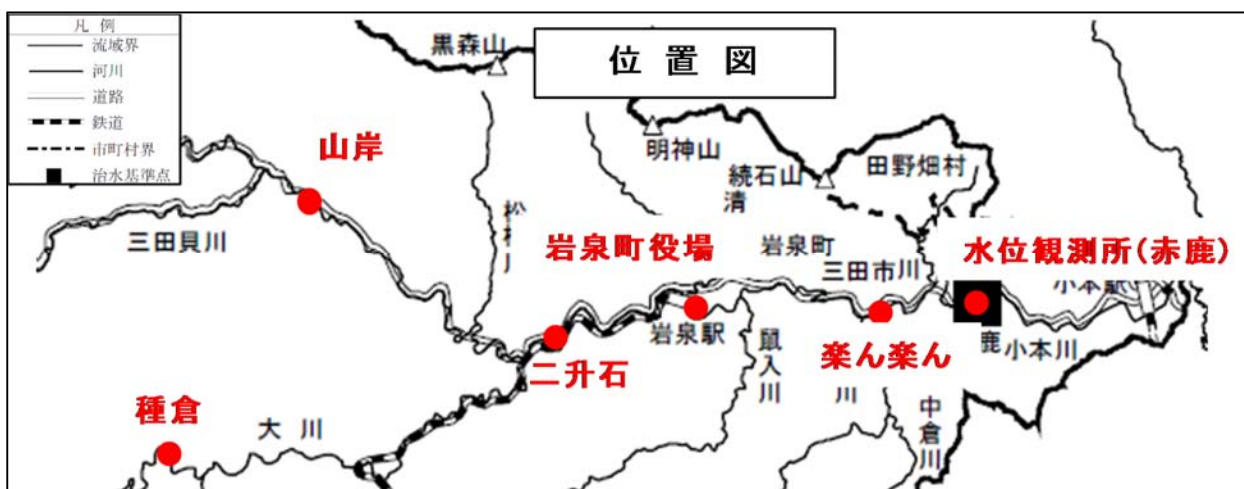 凡例
流域界
河川
道路
鉄道
市町村界
治水基準点
位置図
黒森山
明神山
続石山
清
田野畑村
山岸
三田貝川
岩泉町役場
岩泉町
三田市川
水位観測所(赤鹿)
小本駅
鹿
小本川
岩泉駅
二升石
鼠入川
楽ん楽ん
川
中倉川
種倉
大川